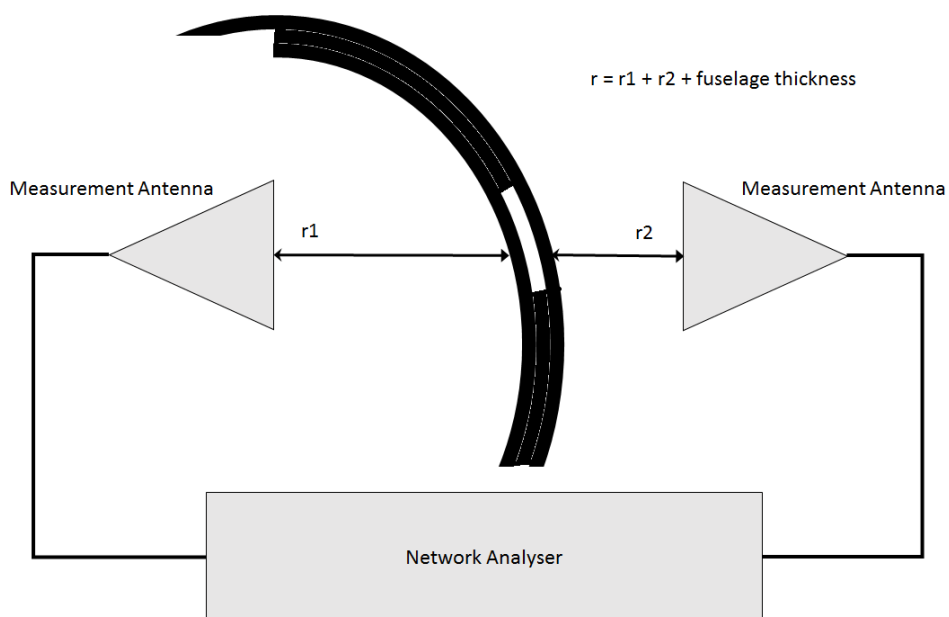 r = r1 + r2 + fuselage thickness
Measurement Antenna
Measurement Antenna
r1
r2
Network Analyser